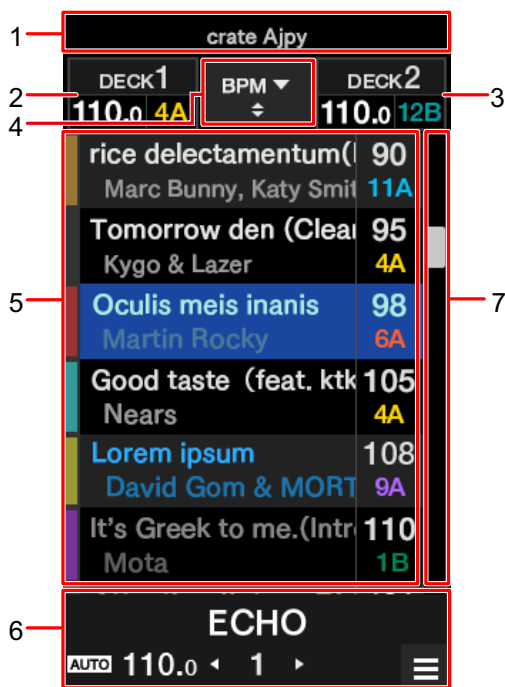 1 crate Ajpy
DECK1 BPM ▼ DECK2
2 110.0 4A 110.0 12B 3
4
rice delectamentum( 90
Marc Bunny, Katy Smit 11A
Tomorrow den (Clear 95
Kygo & Lazer 4A
5 Oculis meis inanis 98 7
Martin Rocky 6A
Good taste (feat. ktk 105
Nears 4A
Lorem ipsum 108
David Gom & MORT 9A
It's Greek to me.(Intr 110
Mota 1B
6 ECHO
AUTO 110.0 1